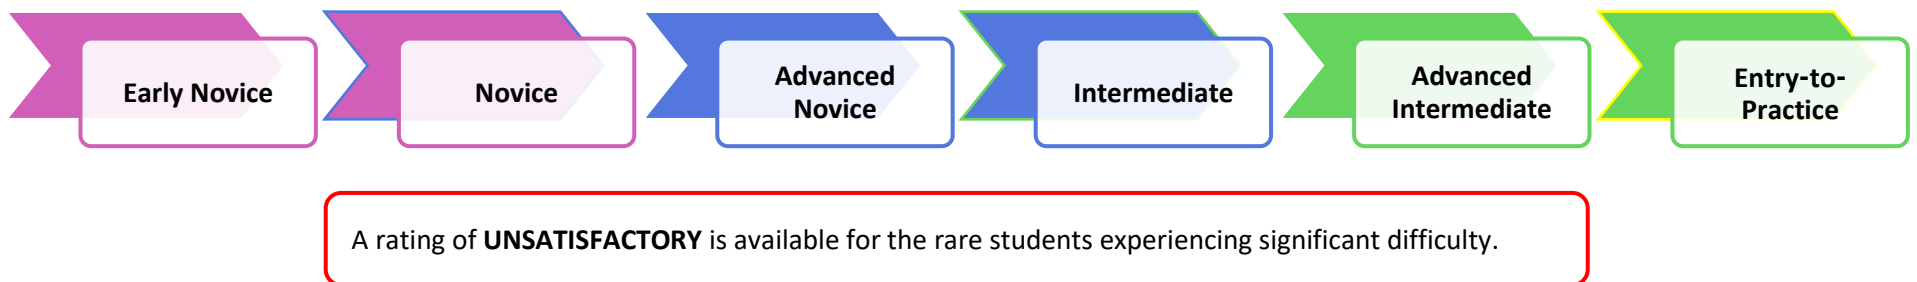 Early Novice
Novice
Advanced
Novice
Intermediate
Advanced
Intermediate
Entry-to-
Practice
A rating of UNSATISFACTORY is available for the rare students experiencing significant difficulty.